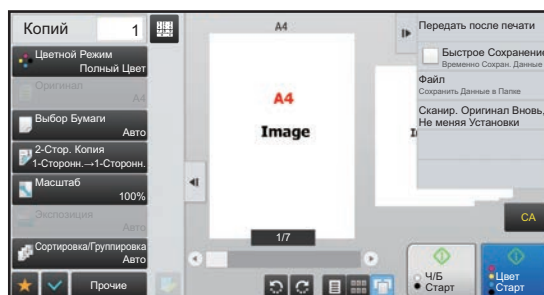 Копий 1
Цветной Режим
Полный Цвет
Оригинал
A4
Выбор Бумаги
Авто
2-Стор. Копия
1-Сторонн.→1-Сторонн.
Масштаб
100%
Экспозиция
Авто
Сортировка/Группировка
Авто
Прочие
A4
A4
Image
1/7
Передать после печати
Быстрое Сохранение
Временно Сохран. Данные
Файл
Сохранить Данные в Папке
Сканир. Оригинал Вновь,
Не меняя Установки
CA
Ч/Б
Старт
Цвет
Старт